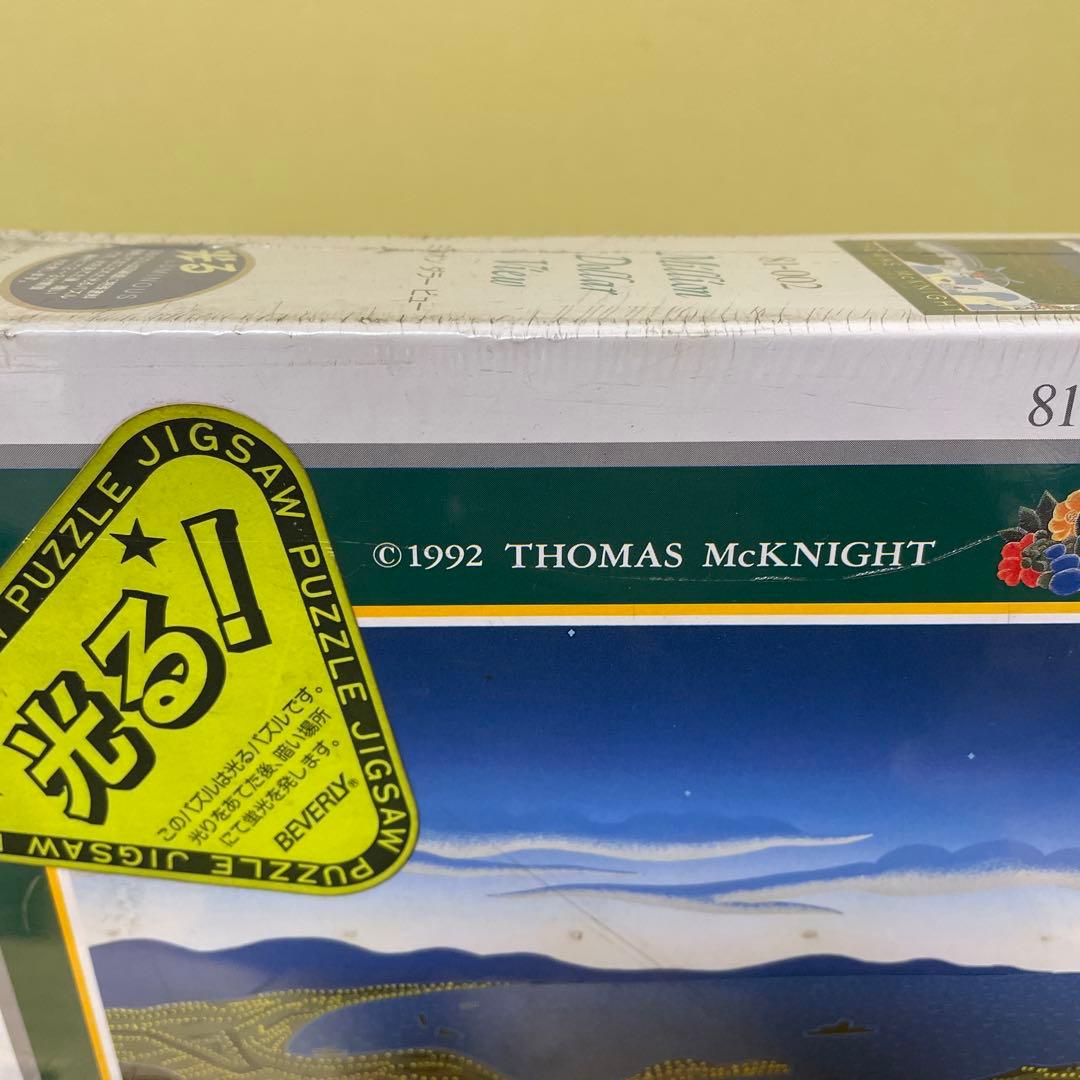 81-002
Million
Dollar
View
ミリオン ダラー ビュー
光る
81
©1992 THOMAS McKNIGHT
PUZZLE JIGSAW PUZZLE JIGSAW PUZZLE JIGSAW
★
光る!
このパズルは光るパズルです。
光りをあてた後、暗い場所
にて蛍光を発します。
BEVERLY®